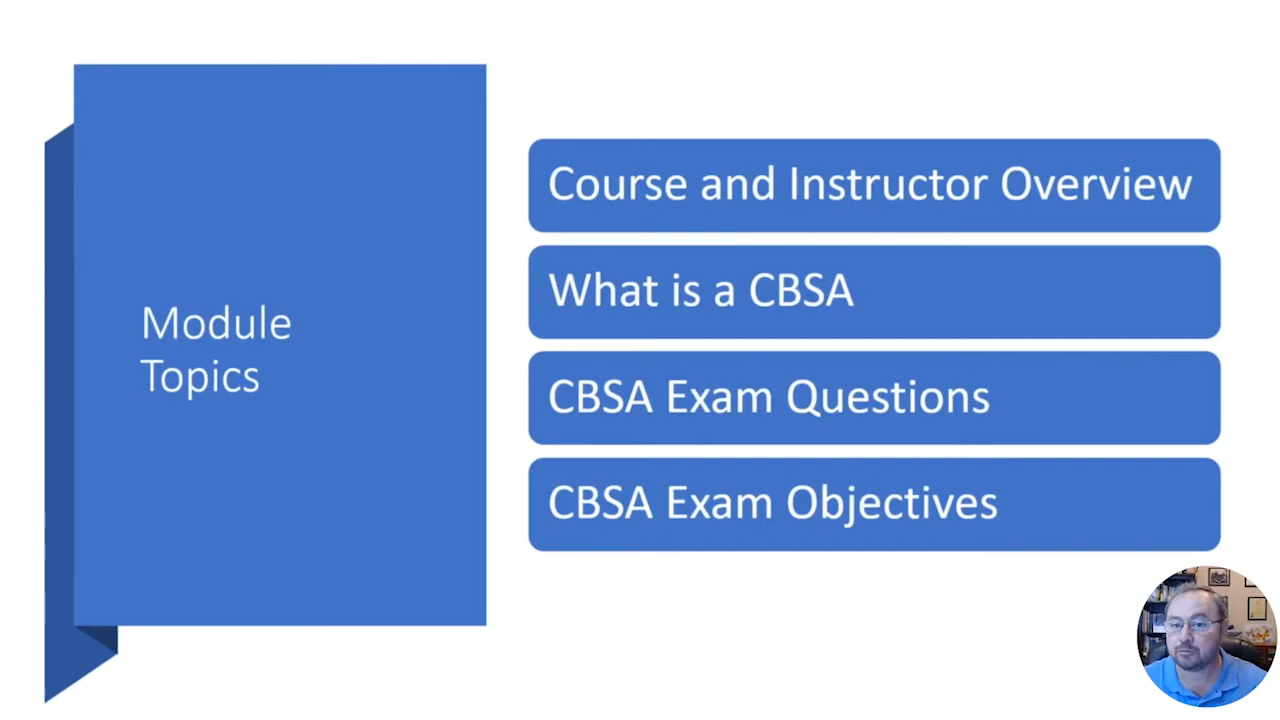 Module
Topics
Course and Instructor Overview
What is a CBSA
CBSA Exam Questions
CBSA Exam Objectives